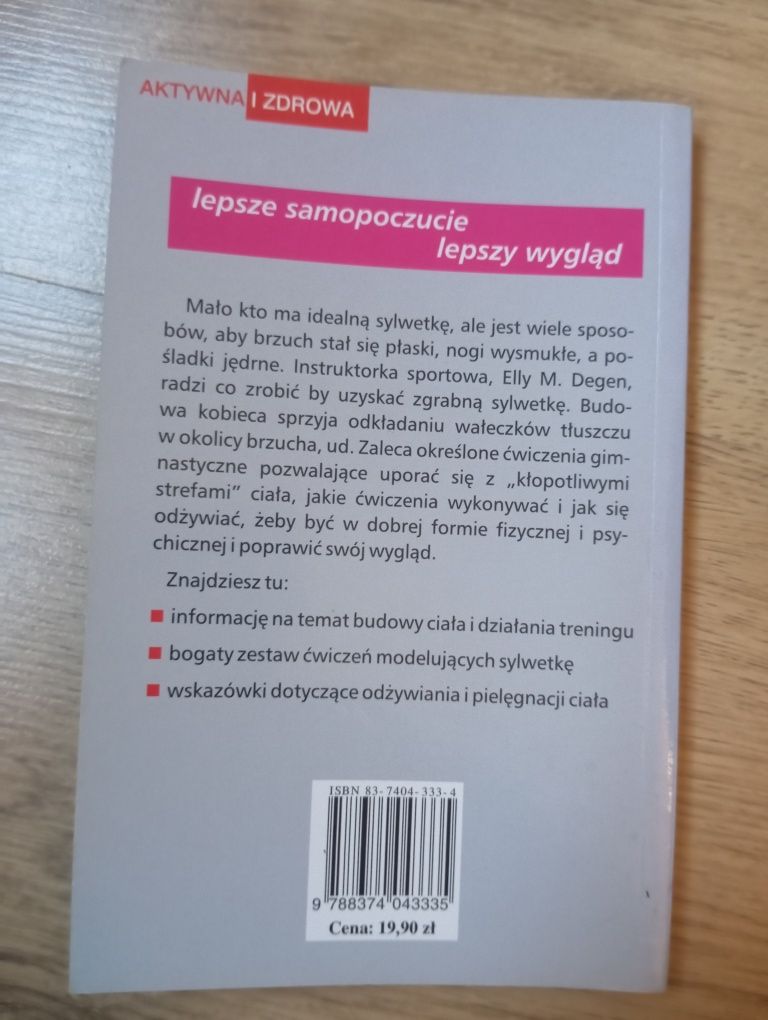 AKTYWNA I ZDROWA
lepsze samopoczucie
lepszy wygląd
Mało kto ma idealną sylwetkę, ale jest wiele sposo-
bów, aby brzuch stał się płaski, nogi wysmukłe, a po-
śladki jędrne. Instruktorka sportowa, Elly M. Degen,
radzi co zrobić by uzyskać zgrabną sylwetkę. Budo-
wa kobieca sprzyja odkładaniu wałeczków tłuszczu
w okolicy brzucha, ud. Zaleca określone ćwiczenia gim-
nastyczne pozwalające uporać się z „kłopotliwymi
strefami” ciała, jakie ćwiczenia wykonywać i jak się
odżywiać, żeby być w dobrej formie fizycznej i psy-
chicznej i poprawić swój wygląd.
Znajdziesz tu:
■ informację na temat budowy ciała i działania treningu
■ bogaty zestaw ćwiczeń modelujących sylwetkę
■ wskazówki dotyczące odżywiania i pielęgnacji ciała
ISBN 83-7404-333-4
9 788374 043335
Cena: 19,90 zł